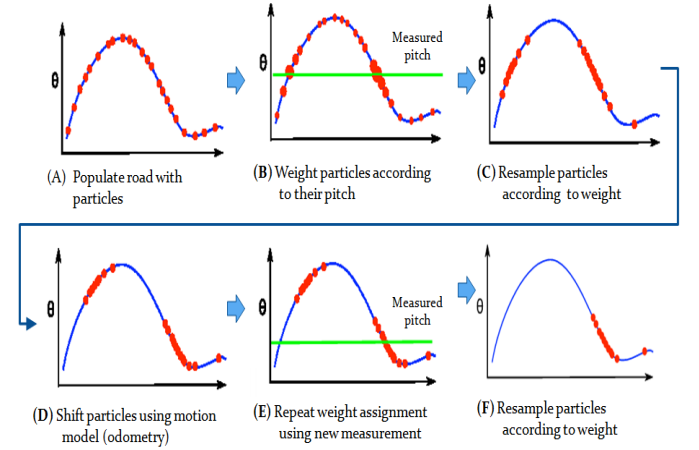 θ
(A) Populate road with
particles
θ
Measured
pitch
(B) Weight particles according
to their pitch
θ
(C) Resample particles
according to weight
θ
(D) Shift particles using motion
model (odometry)
θ
Measured
pitch
(E) Repeat weight assignment
using new measurement
θ
(F) Resample particles
according to weight